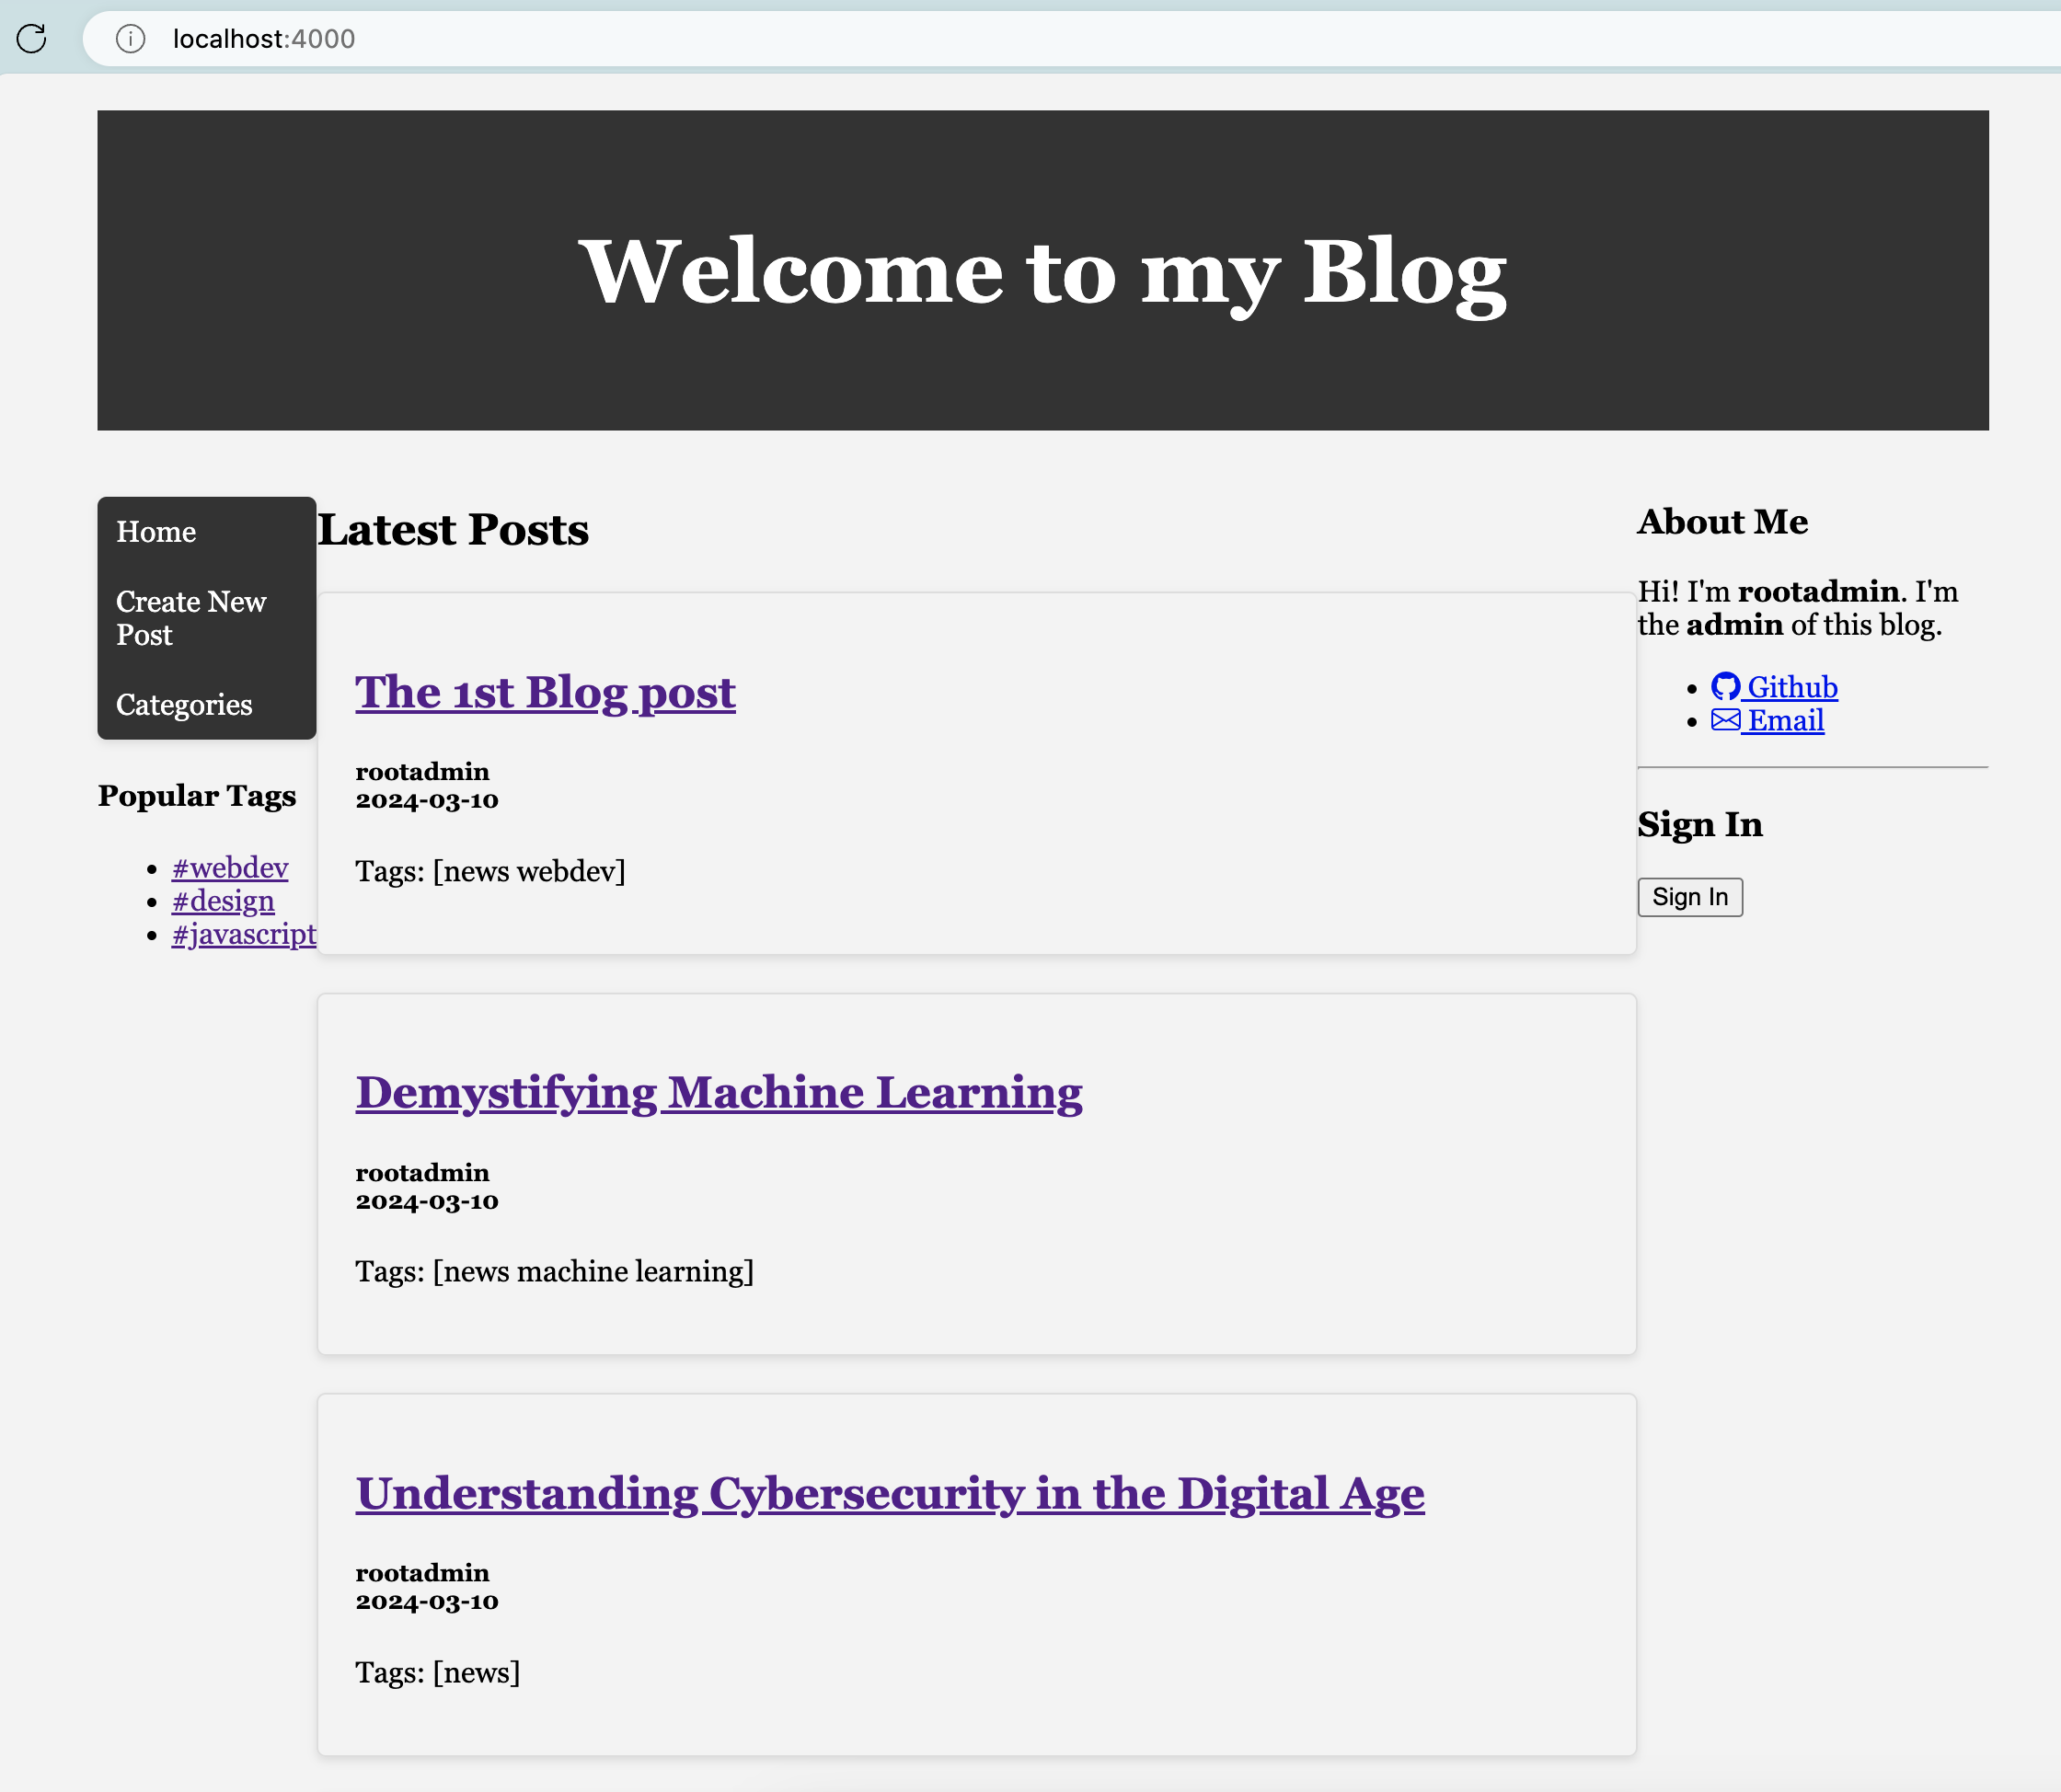 localhost:4000
Welcome to my Blog
Home
Create New
Post
Categories
Popular Tags
#webdev
#design
#javascript
Latest Posts
The 1st Blog post
rootadmin
2024-03-10
Tags: [news webdev]
Demystifying Machine Learning
rootadmin
2024-03-10
Tags: [news machine learning]
Understanding Cybersecurity in the Digital Age
rootadmin
2024-03-10
Tags: [news]
About Me
Hi! I'm rootadmin. I'm
the admin of this blog.
Github
Email
Sign In
Sign In